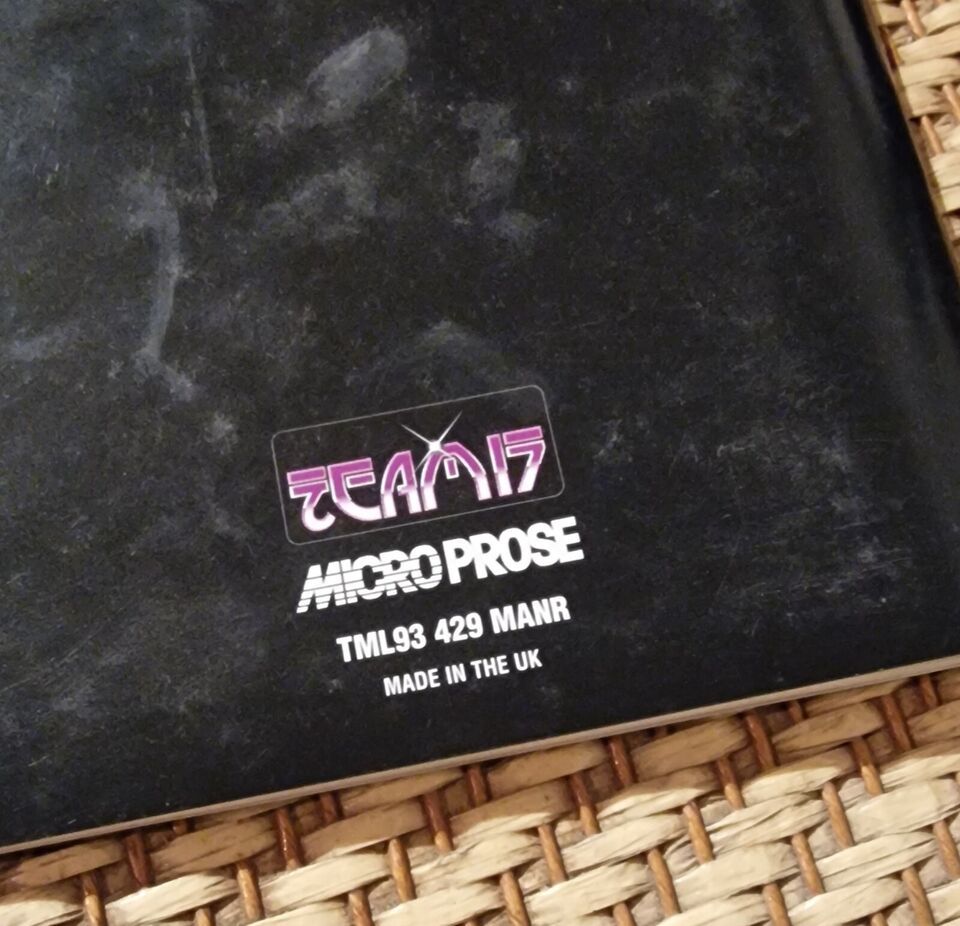 TEAM17
MICROPROSE
TML93 429 MANR
MADE IN THE UK